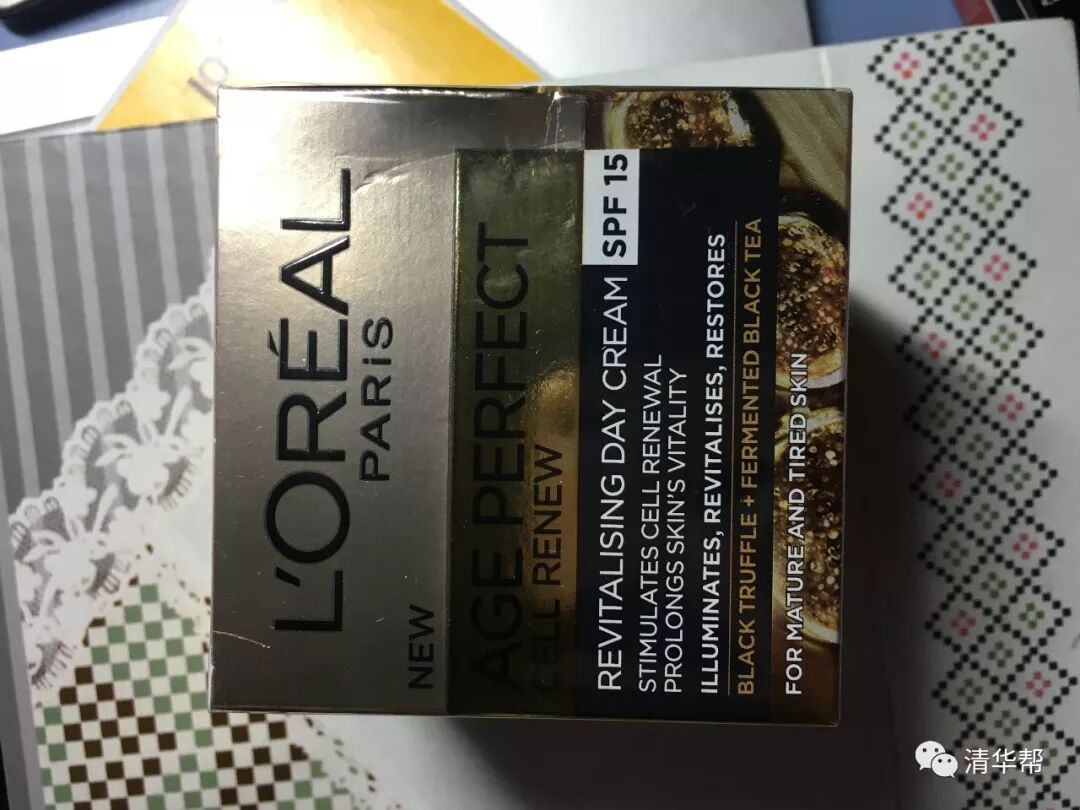 L'ORÉAL
PARiS
NEW
AGE PERFECT
CELL RENEW
REVITALISING DAY CREAM SPF 15
STIMULATES CELL RENEWAL
PROLONGS SKIN'S VITALITY
ILLUMINATES, REVITALISES, RESTORES
BLACK TRUFFLE + FERMENTED BLACK TEA
FOR MATURE AND TIRED SKIN
清华帮